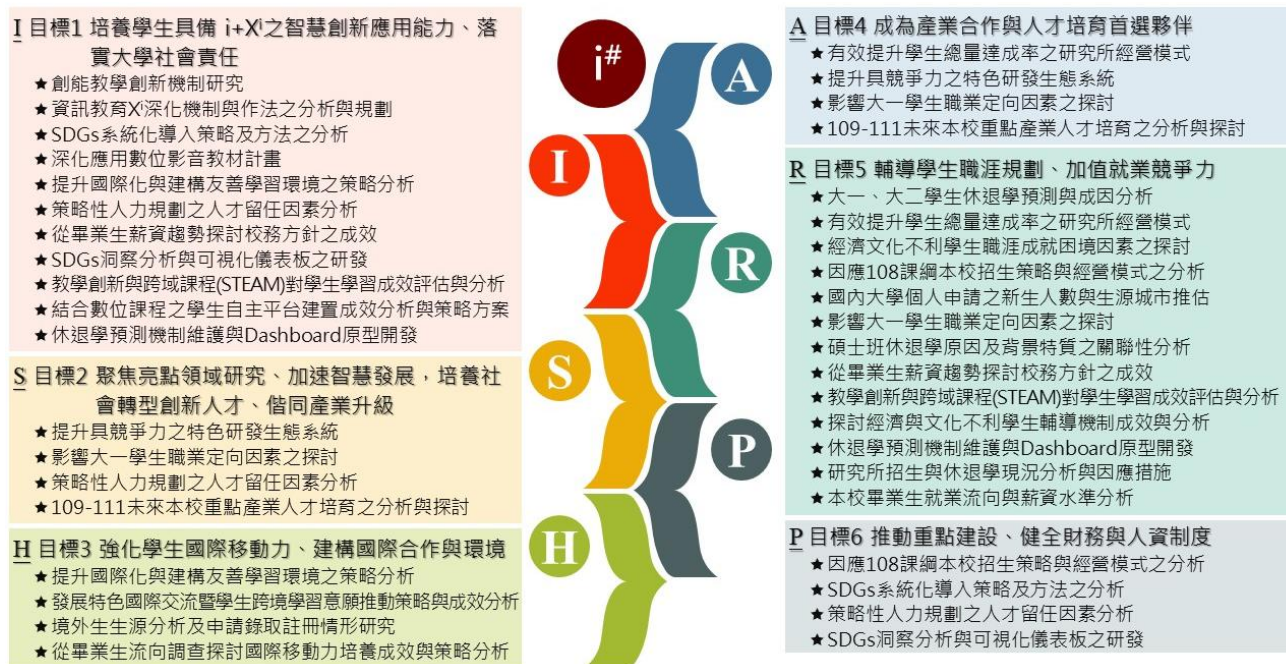 I 目標1 培養學生具備 i+Xⁱ之智慧創新應用能力、落
實大學社會責任
★創能教學創新機制研究
★資訊教育Xⁱ深化機制與作法之分析與規劃
★SDGs系統化導入策略及方法之分析
★深化應用數位影音教材計畫
★提升國際化與建構友善學習環境之策略分析
★策略性人力規劃之人才留任因素分析
★從畢業生薪資趨勢探討校務方針之成效
★SDGs洞察分析與可視化儀表板之研發
★教學創新與跨域課程(STEAM)對學生學習成效評估與分析
★結合數位課程之學生自主平台建置成效分析與策略方案
★休退學預測機制維護與Dashboard原型開發
S 目標2 聚焦亮點領域研究、加速智慧發展，培養社
會轉型創新人才、偕同產業升級
★提升具競爭力之特色研發生態系統
★影響大一學生職業定向因素之探討
★策略性人力規劃之人才留任因素分析
★109-111未來本校重點產業人才培育之分析與探討
H 目標3 強化學生國際移動力、建構國際合作與環境
★提升國際化與建構友善學習環境之策略分析
★發展特色國際交流暨學生跨境學習意願推動策略與成效分析
★境外生生源分析及申請錄取註冊情形研究
★從畢業生流向調查探討國際移動力培養成效與策略分析
i#
A
I
R
S
P
H
A 目標4 成為產業合作與人才培育首選夥伴
★有效提升學生總量達成率之研究所經營模式
★提升具競爭力之特色研發生態系統
★影響大一學生職業定向因素之探討
★109-111未來本校重點產業人才培育之分析與探討
R 目標5 輔導學生職涯規劃、加值就業競爭力
★大一、大二學生休退學預測與成因分析
★有效提升學生總量達成率之研究所經營模式
★經濟文化不利學生職涯成就困境因素之探討
★因應108課綱本校招生策略與經營模式之分析
★國內大學個人申請之新生人數與生源城市推估
★影響大一學生職業定向因素之探討
★碩士班休退學原因及背景特質之關聯性分析
★從畢業生薪資趨勢探討校務方針之成效
★教學創新與跨域課程(STEAM)對學生學習成效評估與分析
★探討經濟與文化不利學生輔導機制成效與分析
★休退學預測機制維護與Dashboard原型開發
★研究所招生與休退學現況分析與因應措施
★本校畢業生就業流向與薪資水準分析
P 目標6 推動重點建設、健全財務與人資制度
★因應108課綱本校招生策略與經營模式之分析
★SDGs系統化導入策略及方法之分析
★策略性人力規劃之人才留任因素分析
★SDGs洞察分析與可視化儀表板之研發